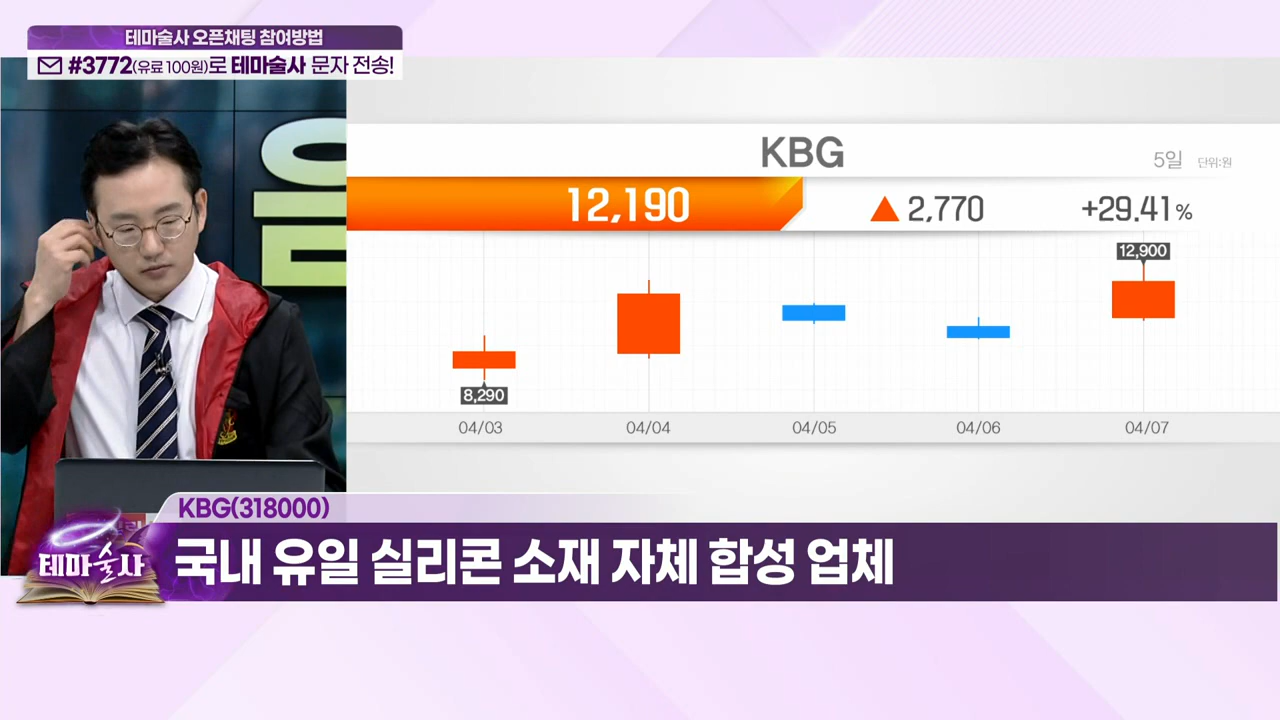 테마술사 오픈채팅 참여방법
#3772(유료 100원)로 테마술사 문자 전송!
음
KBG
5일 단위:원
12,190 ▲ 2,770 +29.41%
12,900
8,290
04/03 04/04 04/05 04/06 04/07
KBG(318000)
테마술사
국내 유일 실리콘 소재 자체 합성 업체